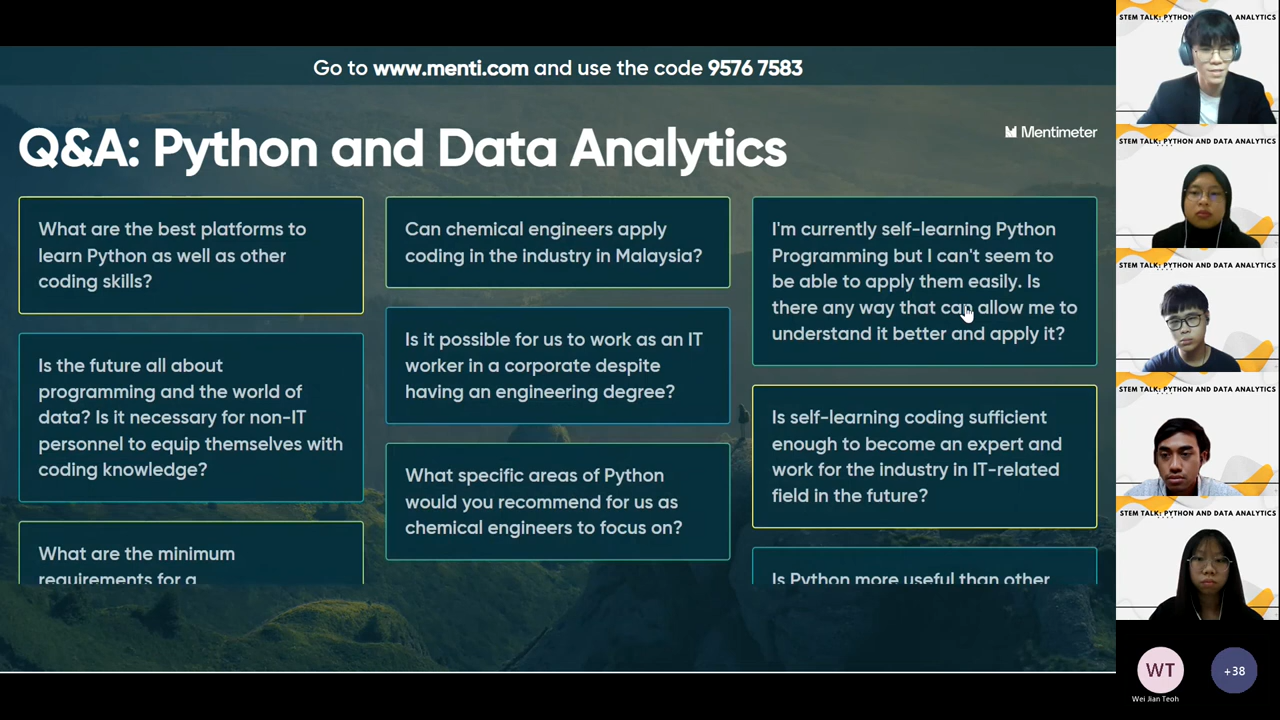 Go to www.menti.com and use the code 9576 7583
Q&A: Python and Data Analytics
Mentimeter
What are the best platforms to
learn Python as well as other
coding skills?
Is the future all about
programming and the world of
data? Is it necessary for non-IT
personnel to equip themselves with
coding knowledge?
What are the minimum
requirements for a
Can chemical engineers apply
coding in the industry in Malaysia?
Is it possible for us to work as an IT
worker in a corporate despite
having an engineering degree?
What specific areas of Python
would you recommend for us as
chemical engineers to focus on?
I'm currently self-learning Python
Programming but I can't seem to
be able to apply them easily. Is
there any way that can allow me to
understand it better and apply it?
Is self-learning coding sufficient
enough to become an expert and
work for the industry in IT-related
field in the future?
Is Python more useful than other
STEM TALK: PYTHON AND DATA ANALYTICS
STEM TALK: PYTHON AND DATA ANALYTICS
STEM TALK: PYTHON AND DATA ANALYTICS
STEM TALK: PYTHON AND DATA ANALYTICS
STEM TALK: PYTHON AND DATA ANALYTICS
WT
Wei Jian Teoh
+38